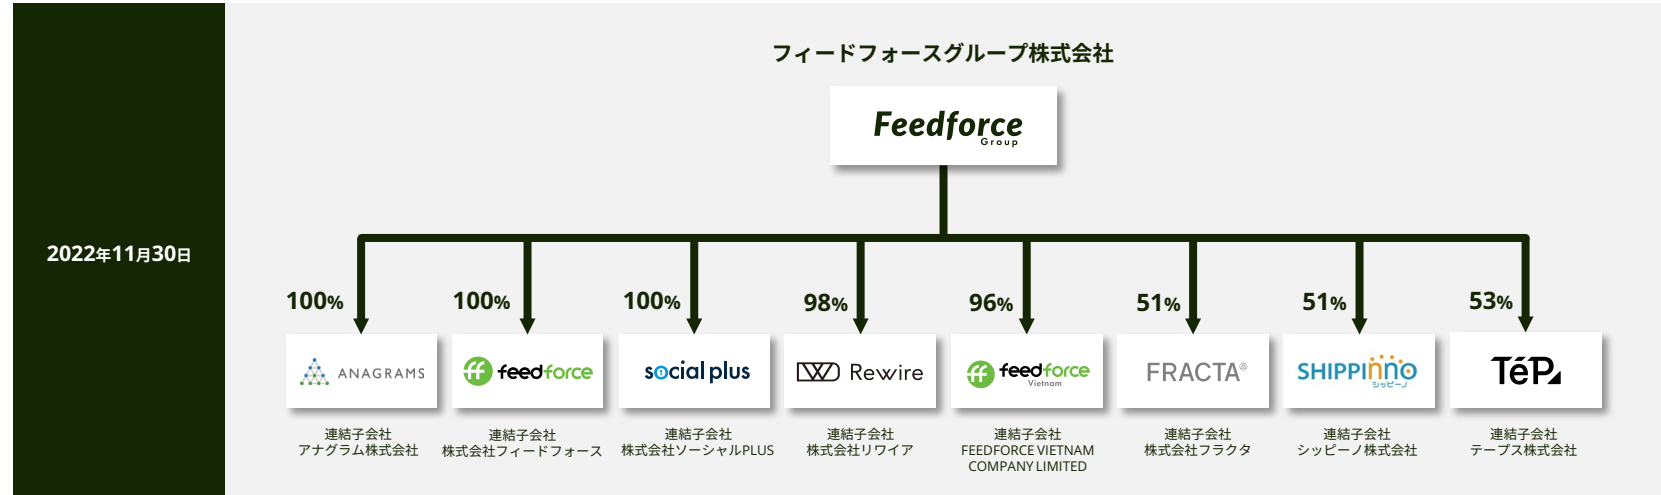 フィードフォースグループ株式会社
Feedforce
Group
2022年11月30日
100%
100%
100%
98%
96%
51%
51%
53%
ANAGRAMS
feedforce
social plus
Rewire
feedforce
Vietnam
FRACTA
SHIPPINNO
シッピーノ
TēP
連結子会社
アナグラム株式会社
連結子会社
株式会社フィードフォース
連結子会社
株式会社ソーシャルPLUS
連結子会社
株式会社リワイア
連結子会社
FEEDFORCE VIETNAM
COMPANY LIMITED
連結子会社
株式会社フラクタ
連結子会社
シッピーノ株式会社
連結子会社
テープス株式会社